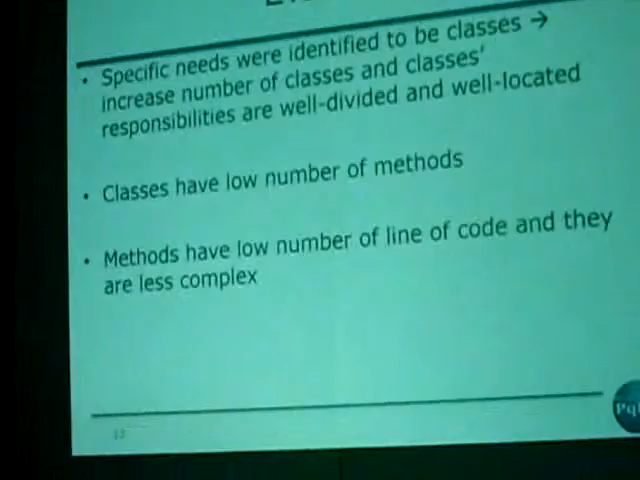 • Specific needs were identified to be classes →
increase number of classes and classes'
responsibilities are well-divided and well-located
• Classes have low number of methods
• Methods have low number of line of code and they
are less complex